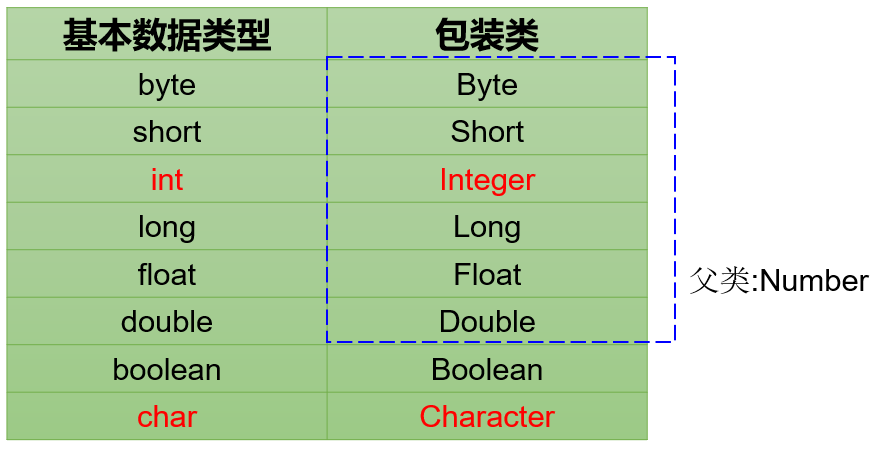 基本数据类型 包装类
byte Byte
short Short
int Integer
long Long
float Float
double Double
boolean Boolean
char Character
父类:Number